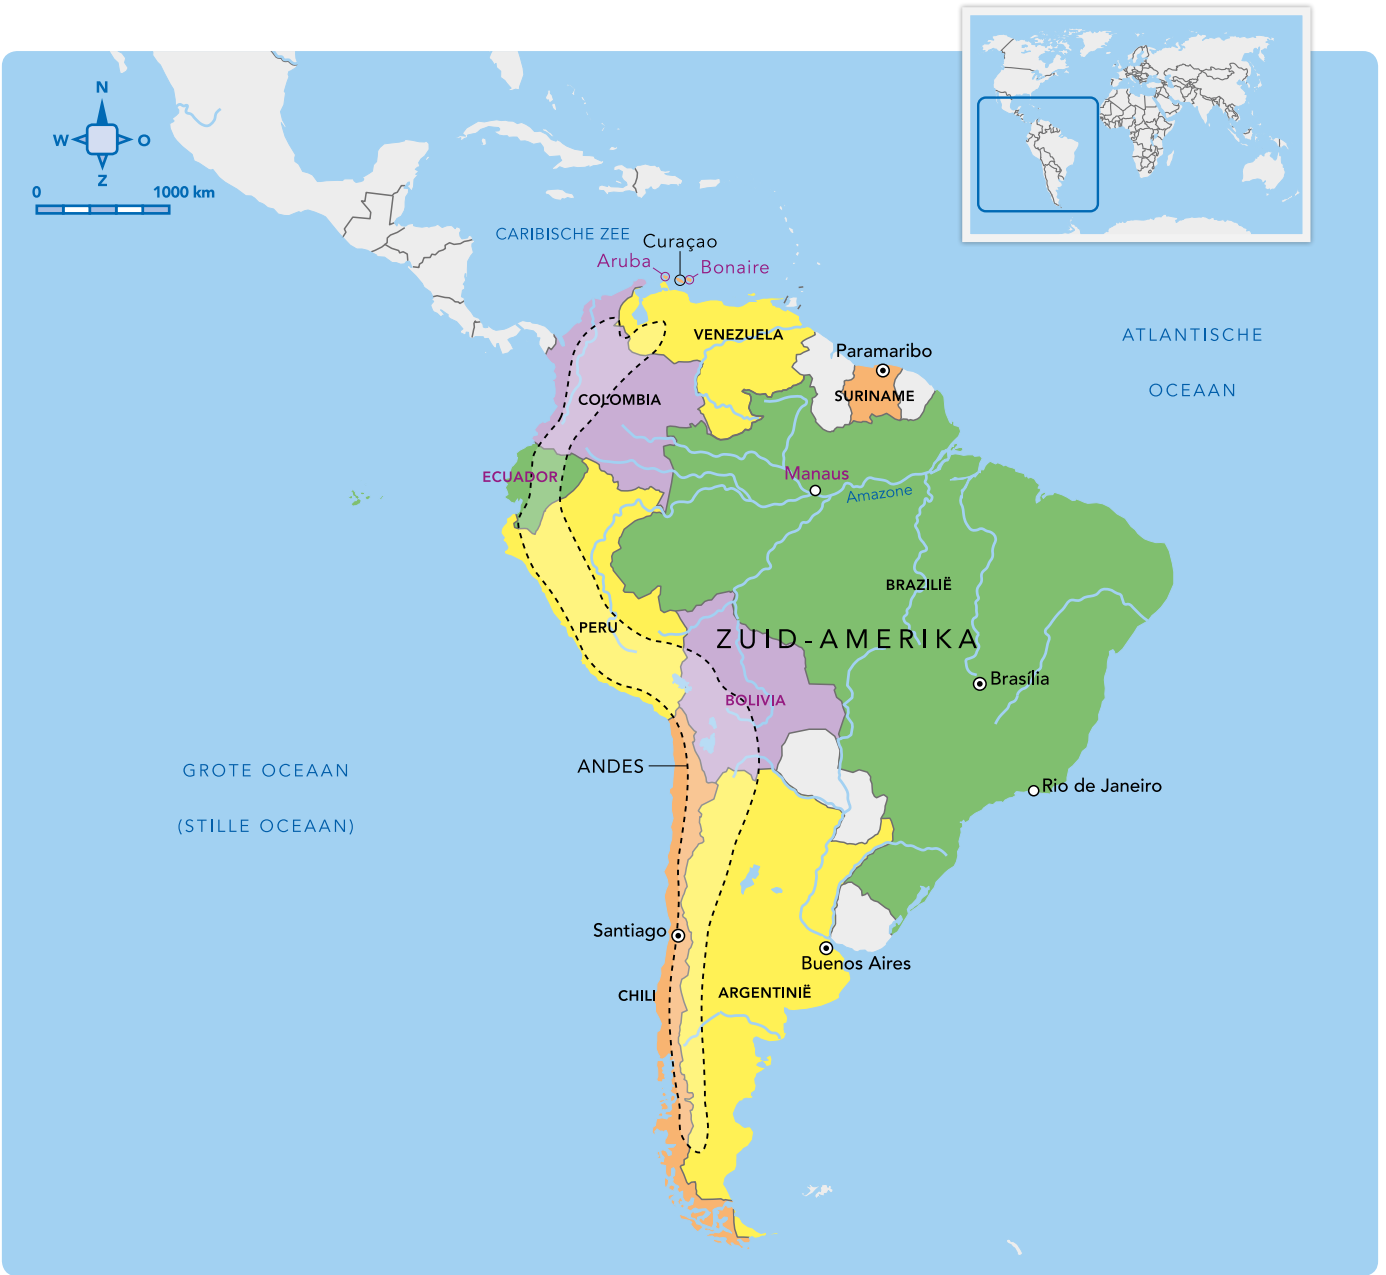 N
W
O
Z
0
1000 km
CARIBISCHE ZEE
Curaçao
Aruba
Bonaire
VENEZUELA
ATLANTISCHE
OCEAAN
Paramaribo
SURINAME
COLOMBIA
ECUADOR
Manaus
Amazone
BRAZILIË
PERU
ZUID-AMERIKA
Brasília
BOLIVIA
ANDES
GROTE OCEAAN
(STILLE OCEAAN)
Rio de Janeiro
Santiago
Buenos Aires
CHILI
ARGENTINIË